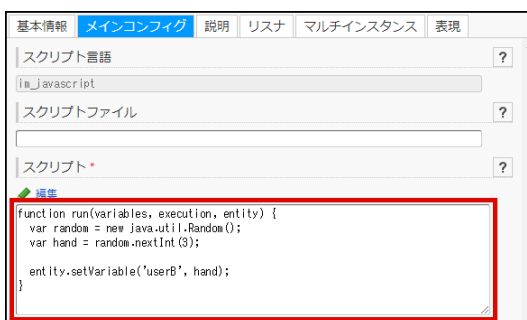 基本情報 メインコンフィグ 説明 リスナ マルチインスタンス 表現
スクリプト言語 ?
im_javascript
スクリプトファイル ?
スクリプト * ?
編集
function run(variables, execution, entity) {
  var random = new java.util.Random();
  var hand = random.nextInt(3);

  entity.setVariable('userB', hand);
}